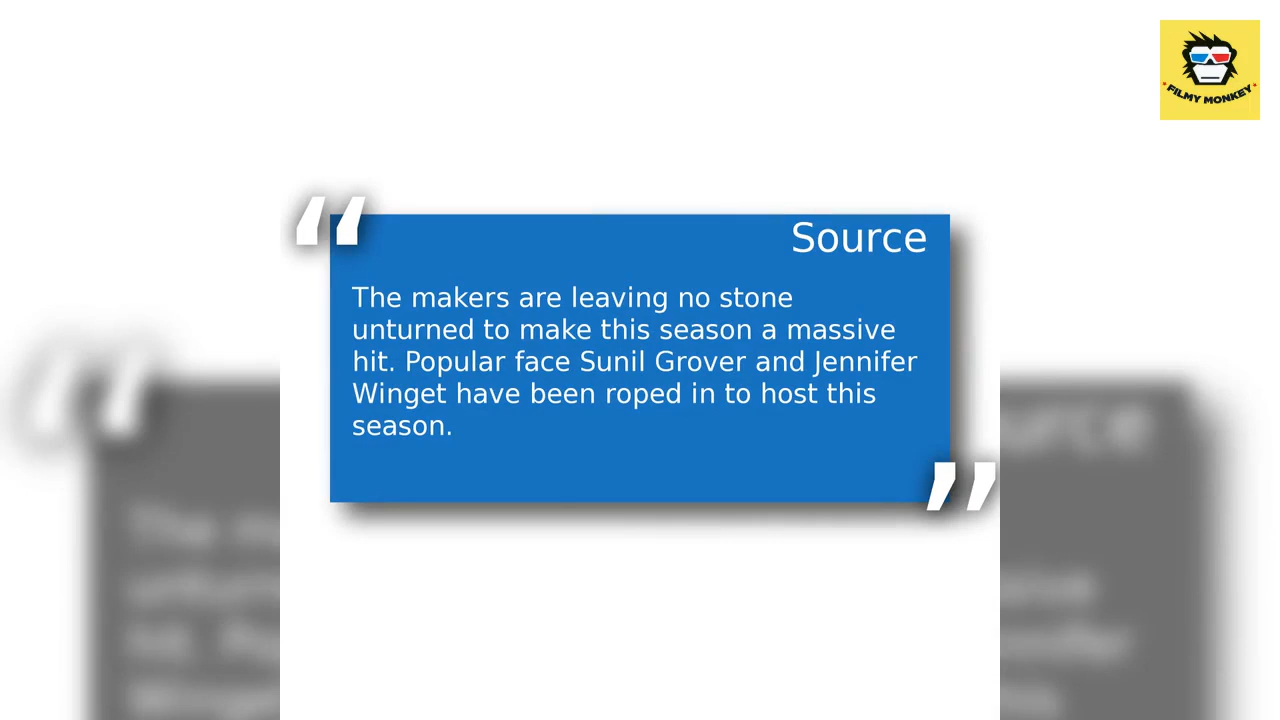 FILMY MONKEY
“
Source
The makers are leaving no stone
unturned to make this season a massive
hit. Popular face Sunil Grover and Jennifer
Winget have been roped in to host this
season.
”